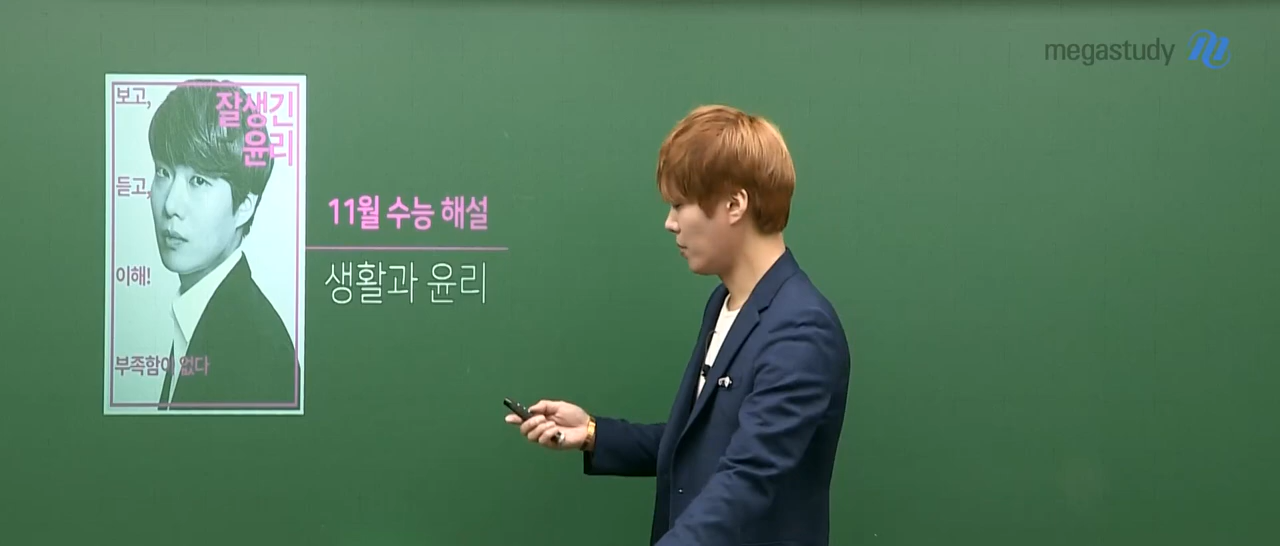 megastudy
보고,
잘생긴
윤리
듣고,
이해!
부족함이 없다
11월 수능 해설
생활과 윤리